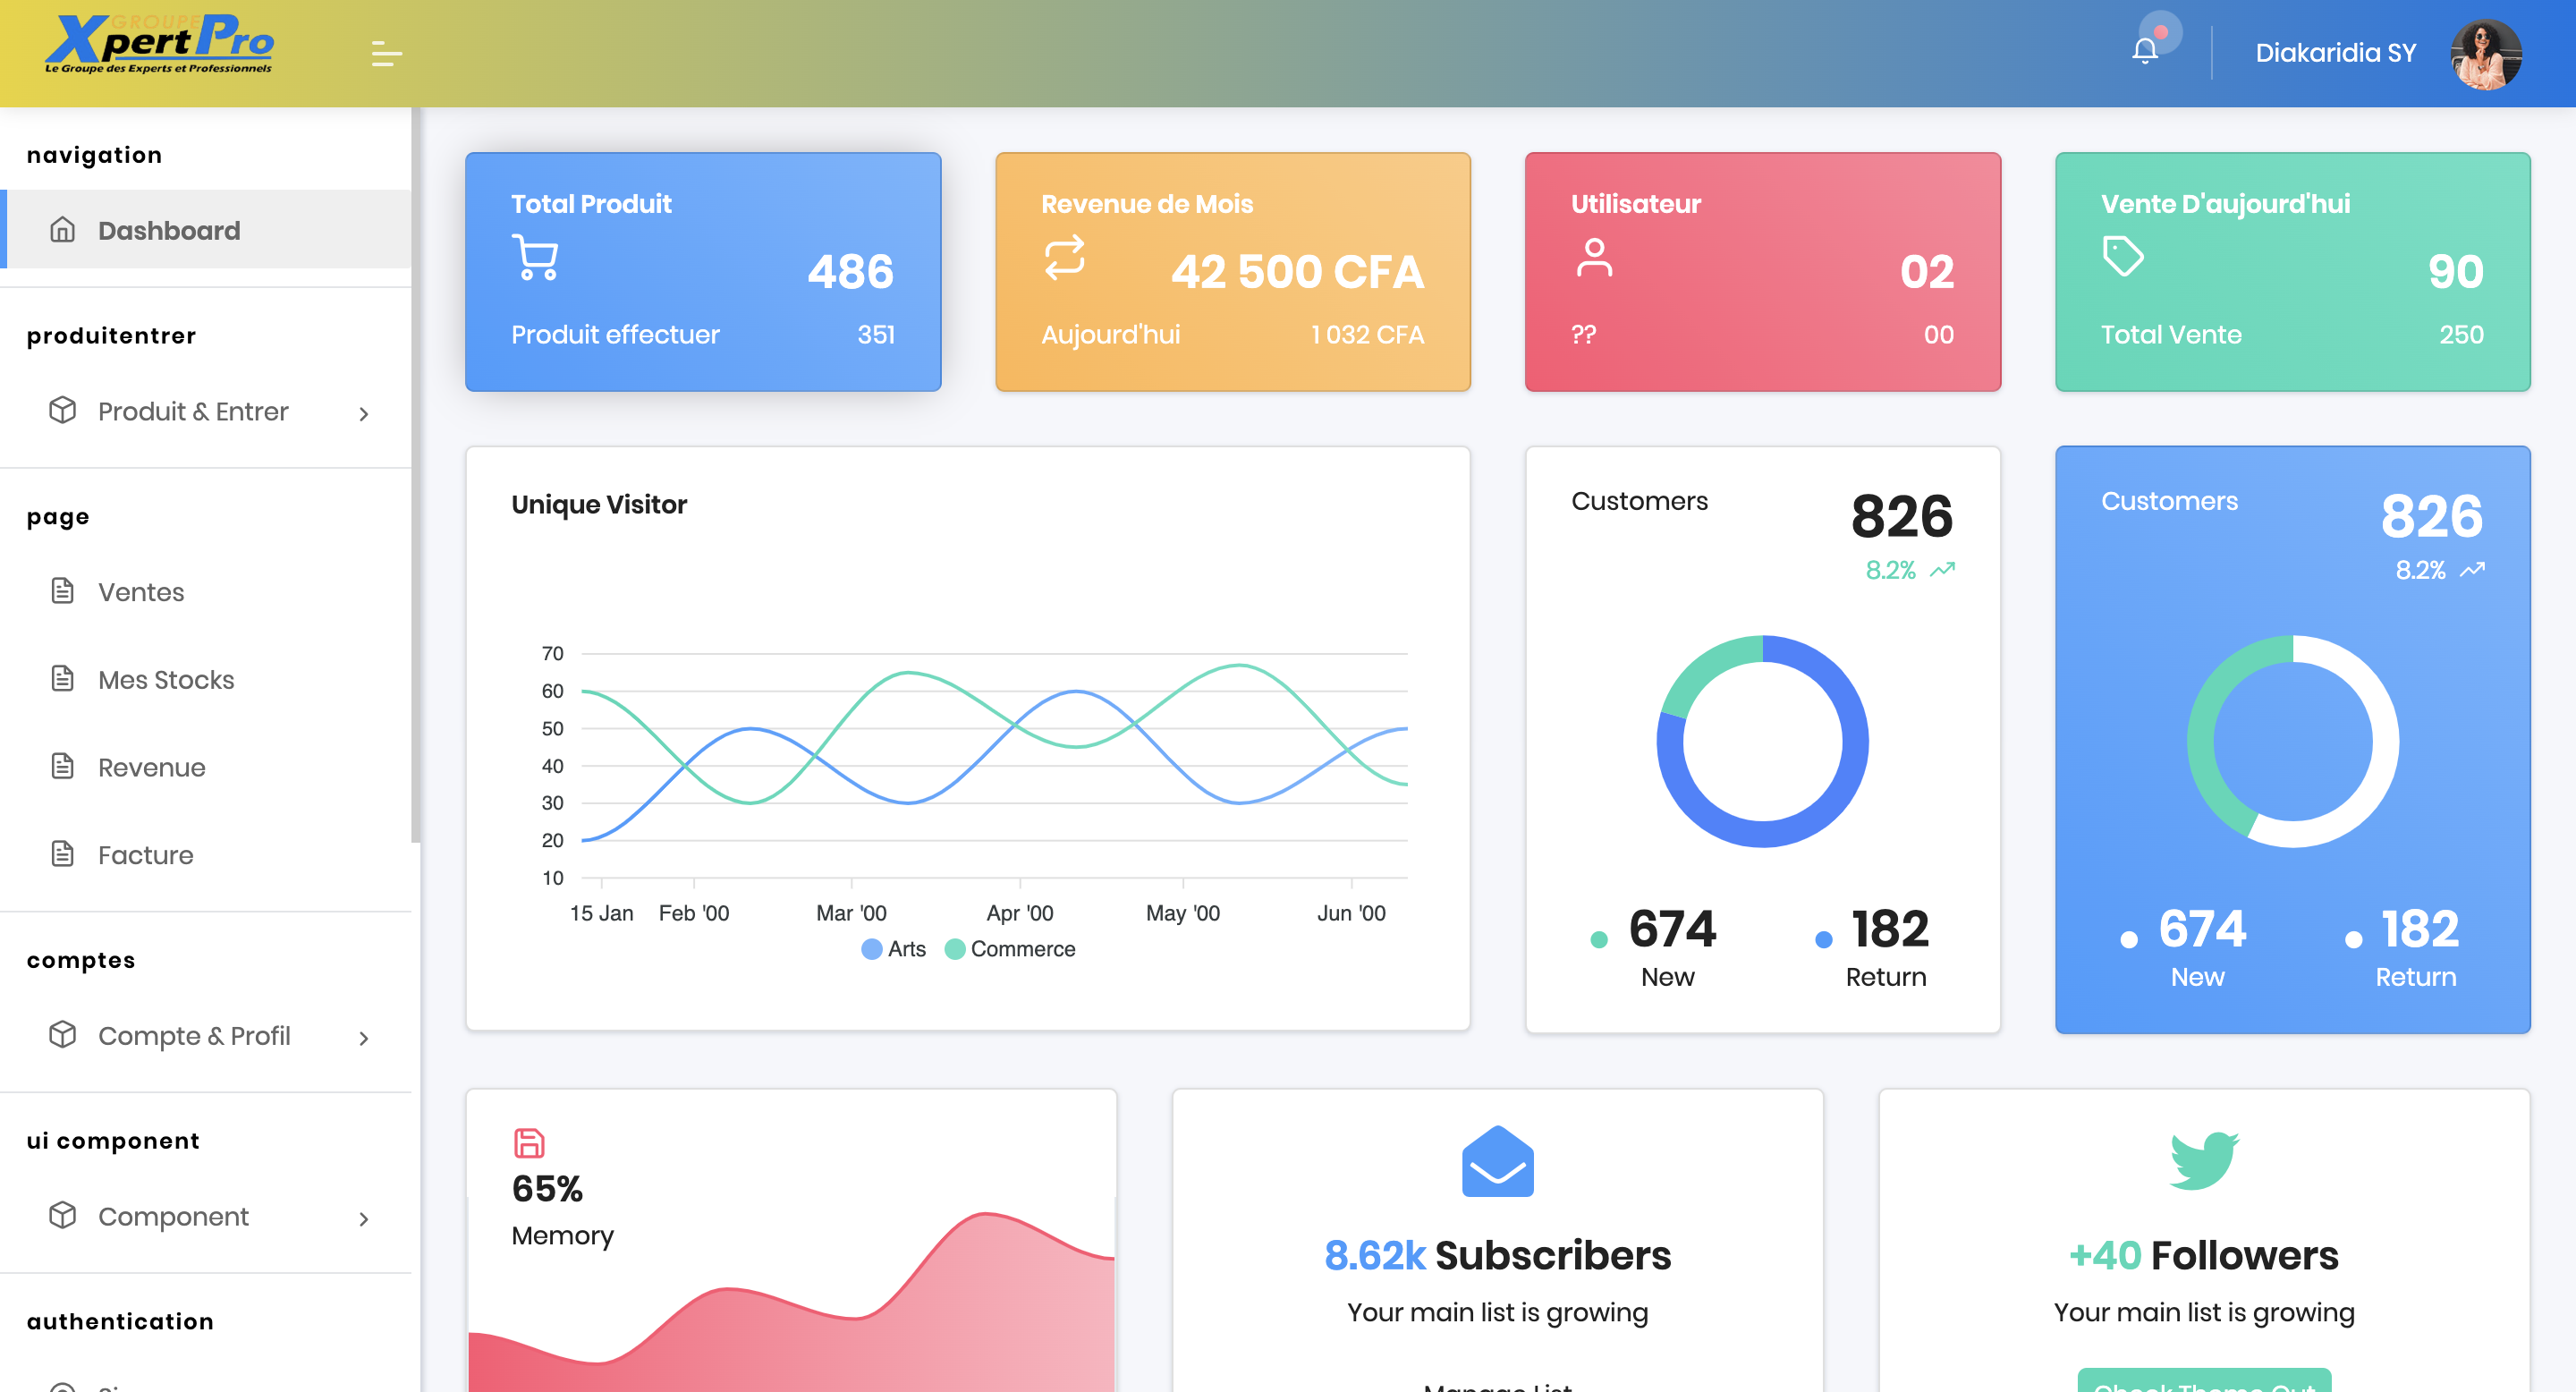 GROUPE
XpertPro
Le Groupe des Experts et Professionnels
Diakaridia SY
navigation
Dashboard
produitentrer
Produit & Entrer
page
Ventes
Mes Stocks
Revenue
Facture
comptes
Compte & Profil
ui component
Component
authentication
Total Produit
486
Produit effectuer 351
Revenue de Mois
42 500 CFA
Aujourd'hui 1 032 CFA
Utilisateur
02
?? 00
Vente D'aujourd'hui
90
Total Vente 250
Unique Visitor
70
60
50
40
30
20
10
15 Jan Feb '00 Mar '00 Apr '00 May '00 Jun '00
Arts Commerce
Customers 826
8.2%
674 182
New Return
Customers 826
8.2%
674 182
New Return
65%
Memory
8.62k Subscribers
Your main list is growing
Manage List
+40 Followers
Your main list is growing
Check Theme Out